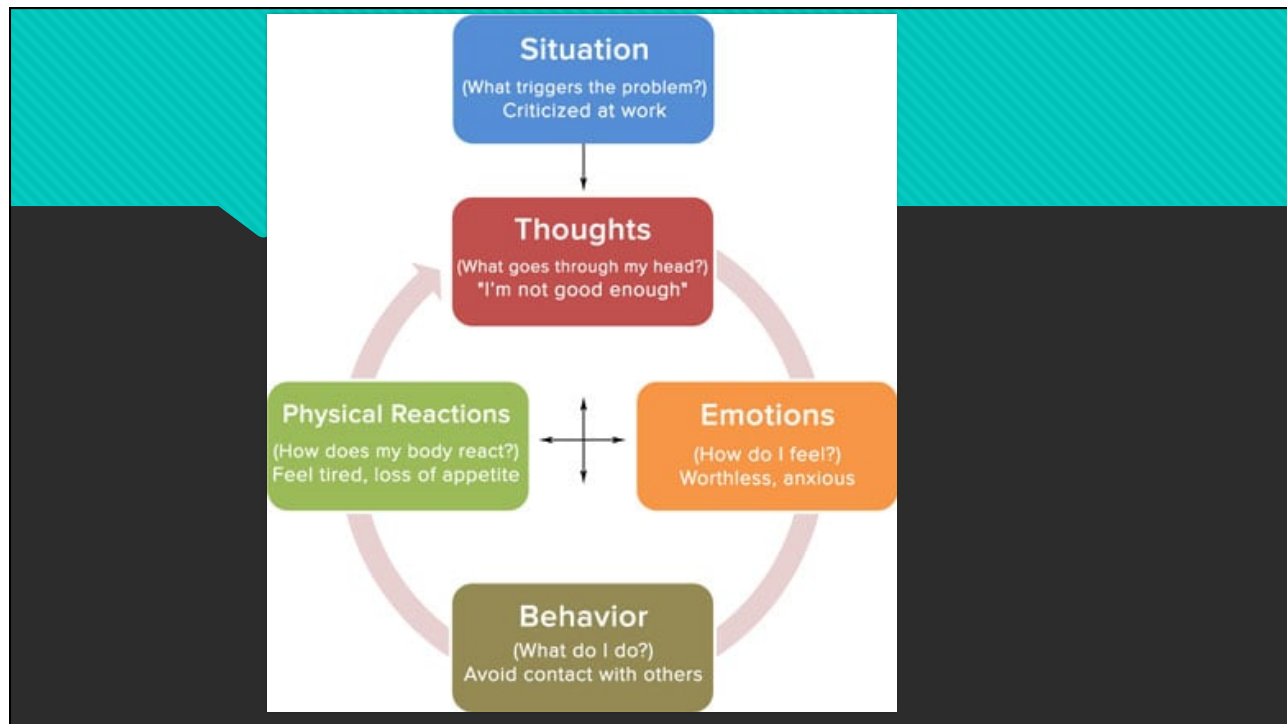 Situation
(What triggers the problem?)
Criticized at work
Thoughts
(What goes through my head?)
"I'm not good enough"
Physical Reactions
(How does my body react?)
Feel tired, loss of appetite
Emotions
(How do I feel?)
Worthless, anxious
Behavior
(What do I do?)
Avoid contact with others